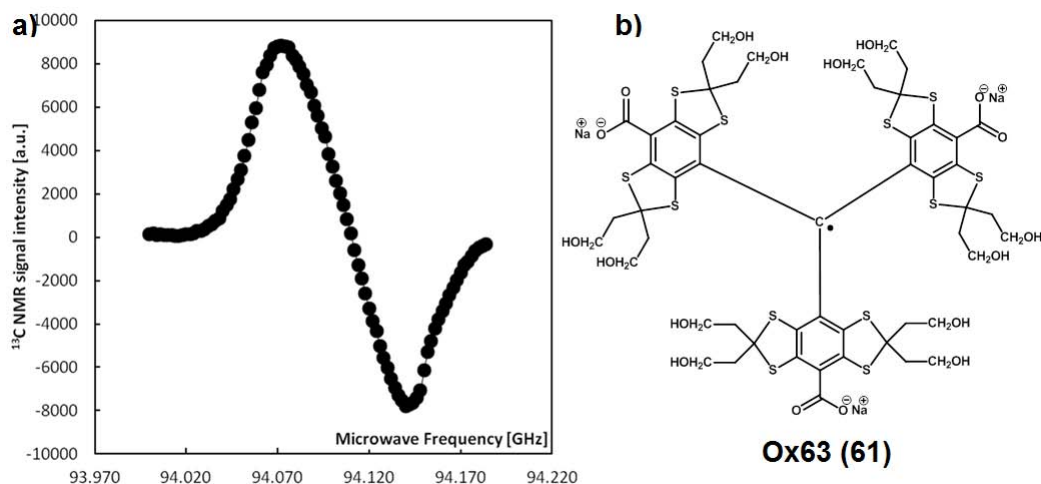 a)
10000
8000
6000
4000
2000
0
-2000
-4000
-6000
-8000
-10000
¹³C NMR signal intensity [a.u.]
Microwave Frequency [GHz]
93.970 94.020 94.070 94.120 94.170 94.220
b)
CH₂OH
CH₂OH
S
S
O
Na⊕
⊖O
S
S
HOH₂C
HOH₂C
HOH₂C
HOH₂C
S
S
O⊖ Na⊕
O
S
S
CH₂OH
CH₂OH
C•
HOH₂C
HOH₂C
S
S
S
S
CH₂OH
CH₂OH
O
O⊖ Na⊕
Ox63 (61)